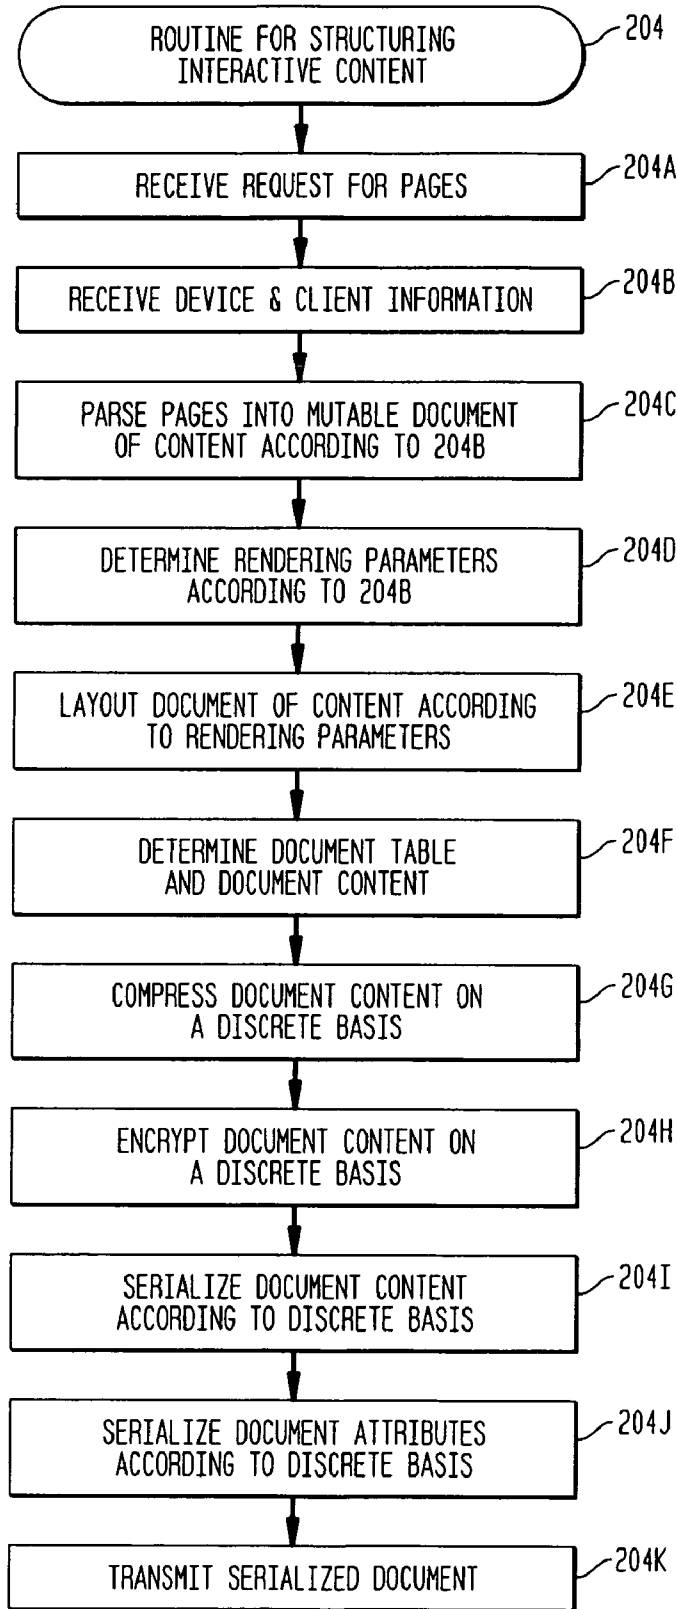 ROUTINE FOR STRUCTURING
INTERACTIVE CONTENT
204
RECEIVE REQUEST FOR PAGES
204A
RECEIVE DEVICE & CLIENT INFORMATION
204B
PARSE PAGES INTO MUTABLE DOCUMENT
OF CONTENT ACCORDING TO 204B
204C
DETERMINE RENDERING PARAMETERS
ACCORDING TO 204B
204D
LAYOUT DOCUMENT OF CONTENT ACCORDING
TO RENDERING PARAMETERS
204E
DETERMINE DOCUMENT TABLE
AND DOCUMENT CONTENT
204F
COMPRESS DOCUMENT CONTENT ON
A DISCRETE BASIS
204G
ENCRYPT DOCUMENT CONTENT ON
A DISCRETE BASIS
204H
SERIALIZE DOCUMENT CONTENT
ACCORDING TO DISCRETE BASIS
204I
SERIALIZE DOCUMENT ATTRIBUTES
ACCORDING TO DISCRETE BASIS
204J
TRANSMIT SERIALIZED DOCUMENT
204K